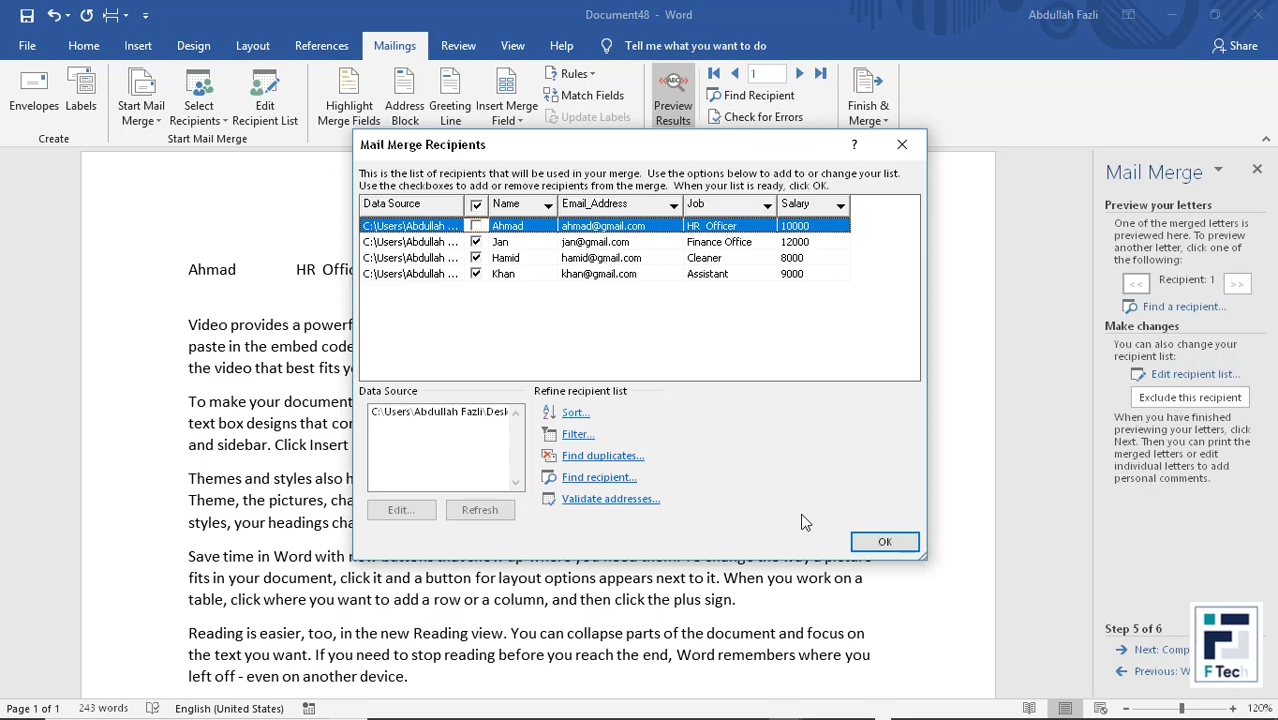 Document48 - Word
Abdullah Fazli
File Home Insert Design Layout References Mailings Review View Help Tell me what you want to do Share
Envelopes Labels
Create
Start Mail Merge Select Recipients Edit Recipient List
Start Mail Merge
Highlight Merge Fields Address Block Greeting Line Insert Merge Field
Rules
Match Fields
Update Labels
Preview Results
1
Find Recipient
Check for Errors
Finish & Merge
Mail Merge Recipients
This is the list of recipients that will be used in your merge. Use the options below to add to or change your list.
Use the checkboxes to add or remove recipients from the merge. When your list is ready, click OK.
Data Source Name Email_Address Job Salary
C:\Users\Abdullah ... Ahmad ahmad@gmail.com HR Officer 10000
C:\Users\Abdullah ... Jan jan@gmail.com Finance Office 12000
C:\Users\Abdullah ... Hamid hamid@gmail.com Cleaner 8000
C:\Users\Abdullah ... Khan khan@gmail.com Assistant 9000
Data Source
C:\Users\Abdullah Fazli\Desk
Edit... Refresh
Refine recipient list
Sort...
Filter...
Find duplicates...
Find recipient...
Validate addresses...
OK
Ahmad HR Offic
Video provides a powerf
paste in the embed code
the video that best fits y
To make your document
text box designs that co
and sidebar. Click Insert
Themes and styles also h
Theme, the pictures, cha
styles, your headings cha
Save time in Word with
fits in your document, click it and a button for layout options appears next to it. When you work on a
table, click where you want to add a row or a column, and then click the plus sign.
Reading is easier, too, in the new Reading view. You can collapse parts of the document and focus on
the text you want. If you need to stop reading before you reach the end, Word remembers where you
left off - even on another device.
Mail Merge
Preview your letters
One of the merged letters is
previewed here. To preview
another letter, click one of
the following:
<< Recipient: 1 >>
Find a recipient...
Make changes
You can also change your
recipient list:
Edit recipient list...
Exclude this recipient
When you have finished
previewing your letters, click
Next. Then you can print the
merged letters or edit
individual letters to add
personal comments.
Step 5 of 6
Next: Comp
Previous: W
F Tech
Page 1 of 1 243 words English (United States) 120%